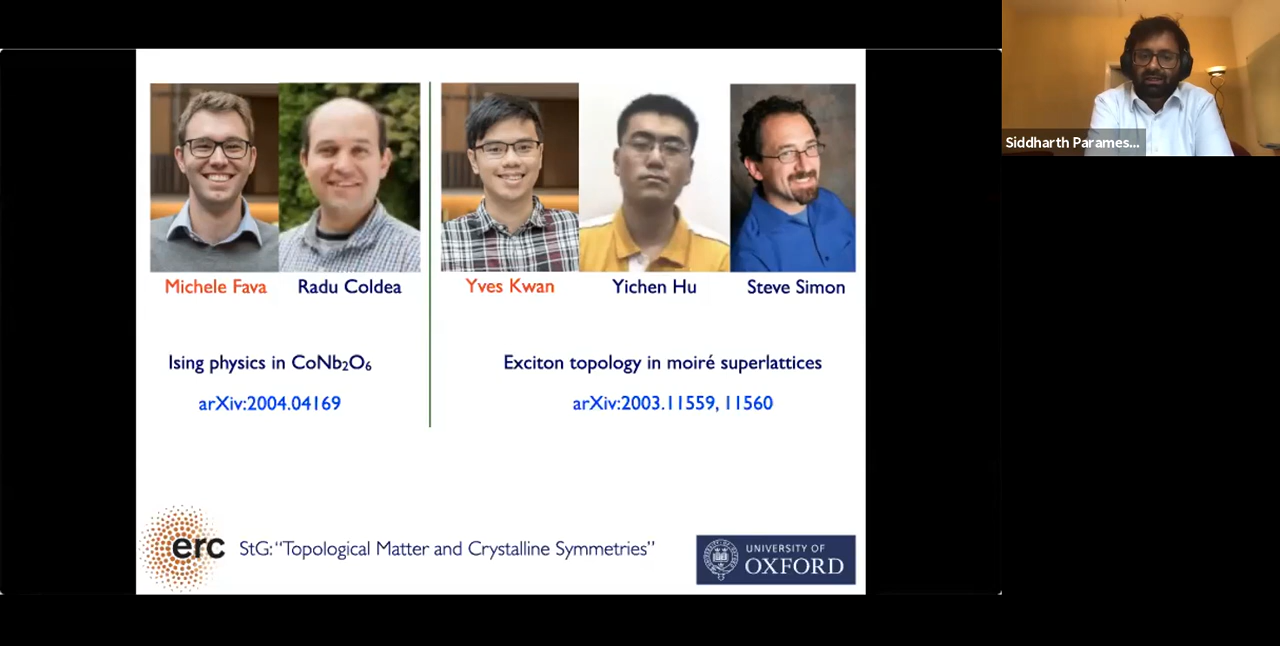 Siddharth Parames...
Michele Fava Radu Coldea Yves Kwan Yichen Hu Steve Simon
Ising physics in CoNb₂O₆
arXiv:2004.04169
Exciton topology in moiré superlattices
arXiv:2003.11559, 11560
erc
StG: “Topological Matter and Crystalline Symmetries”
UNIVERSITY OF
OXFORD